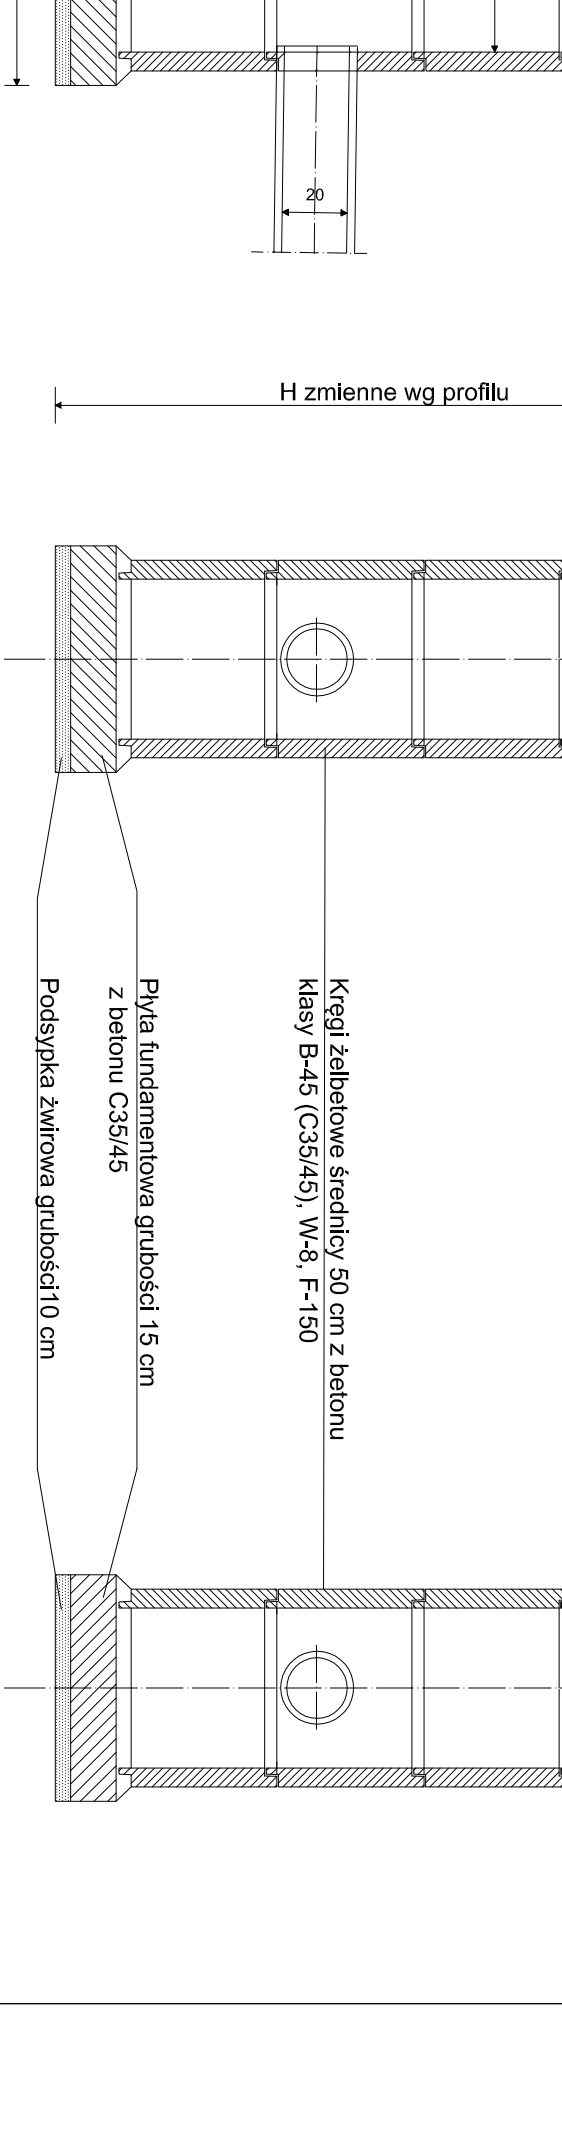 20
H zmienne wg profilu
Kręgi żelbetowe średnicy 50 cm z betonu
klasy B-45 (C35/45), W-8, F-150
Płyta fundamentowa grubości 15 cm
z betonu C35/45
Podsypka żwirowa grubości10 cm